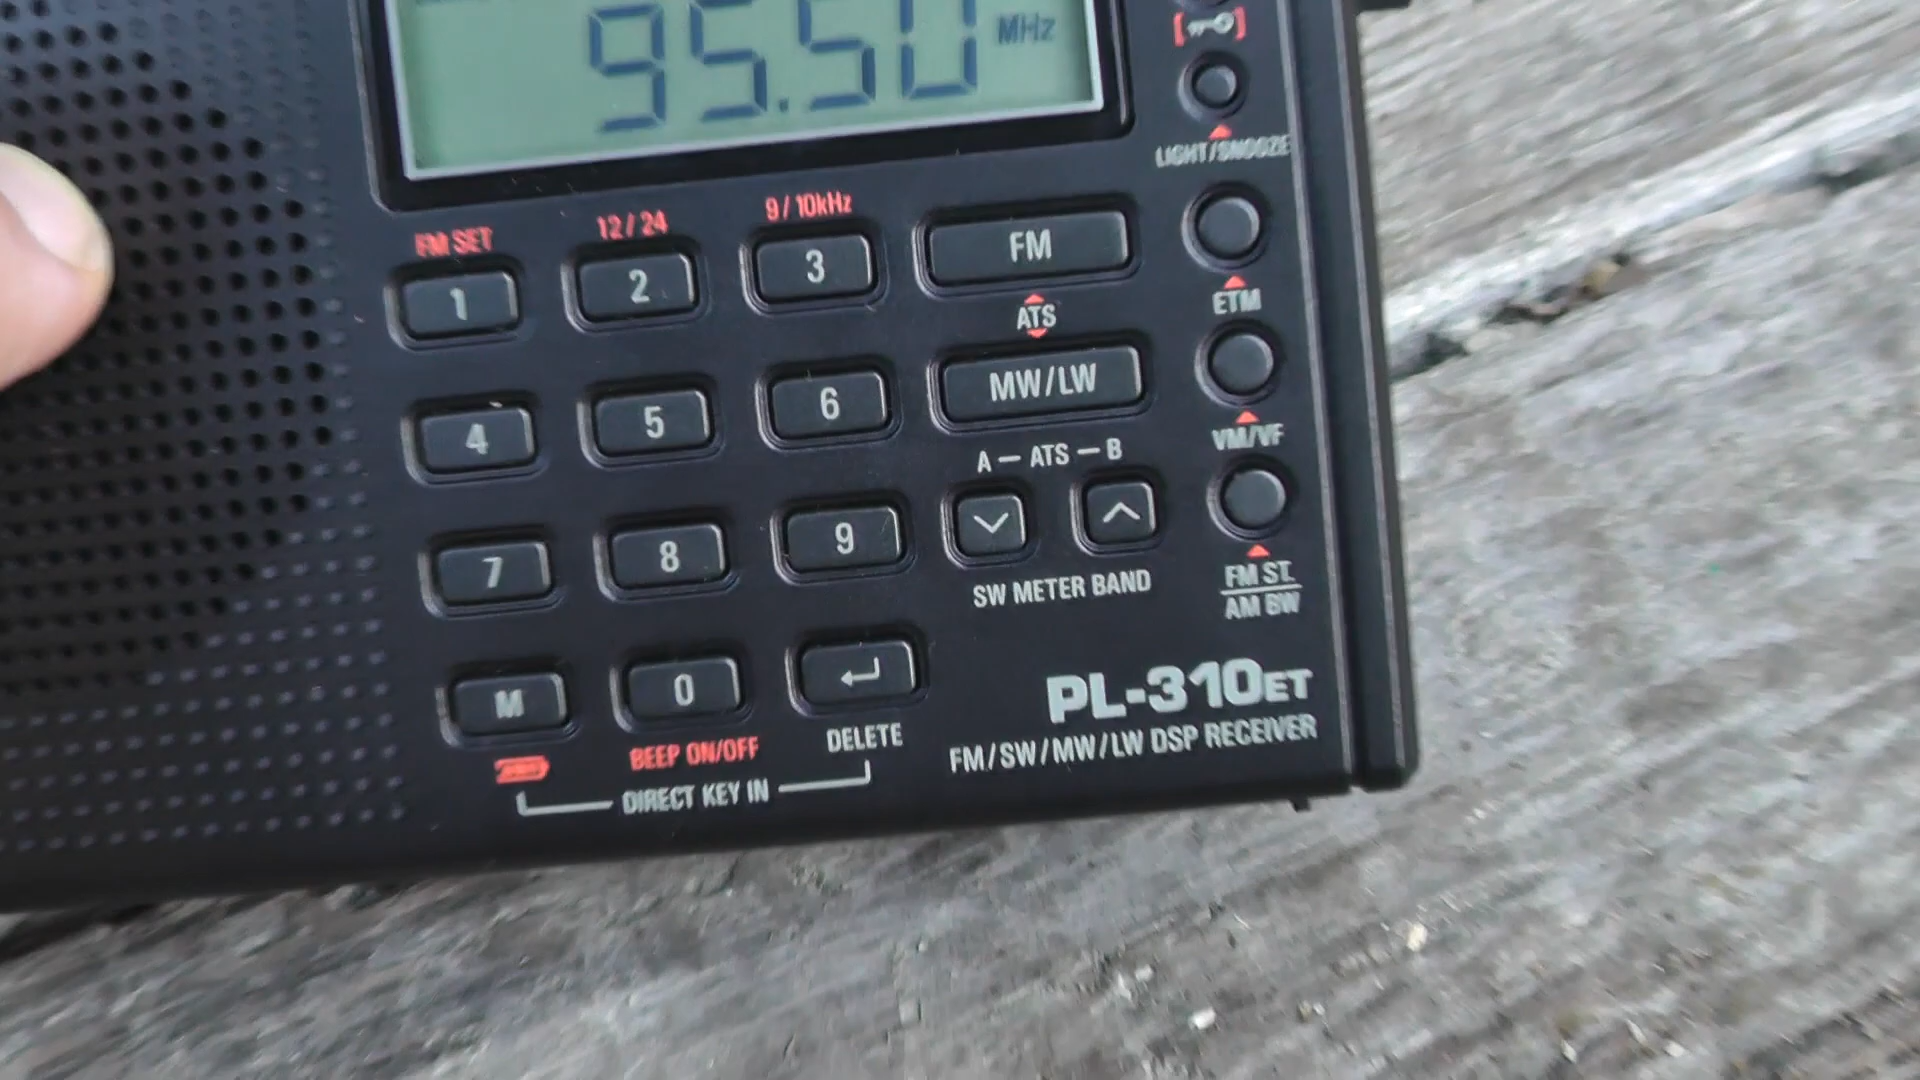 95.50 MHz
LIGHT/SNOOZE
FM SET
12/24
9/10kHz
1
2
3
FM
ATS
ETM
4
5
6
MW/LW
VM/VF
A — ATS — B
7
8
9
SW METER BAND
FM ST.
AM BW
M
0
DELETE
BEEP ON/OFF
DIRECT KEY IN
PL-310ET
FM/SW/MW/LW DSP RECEIVER